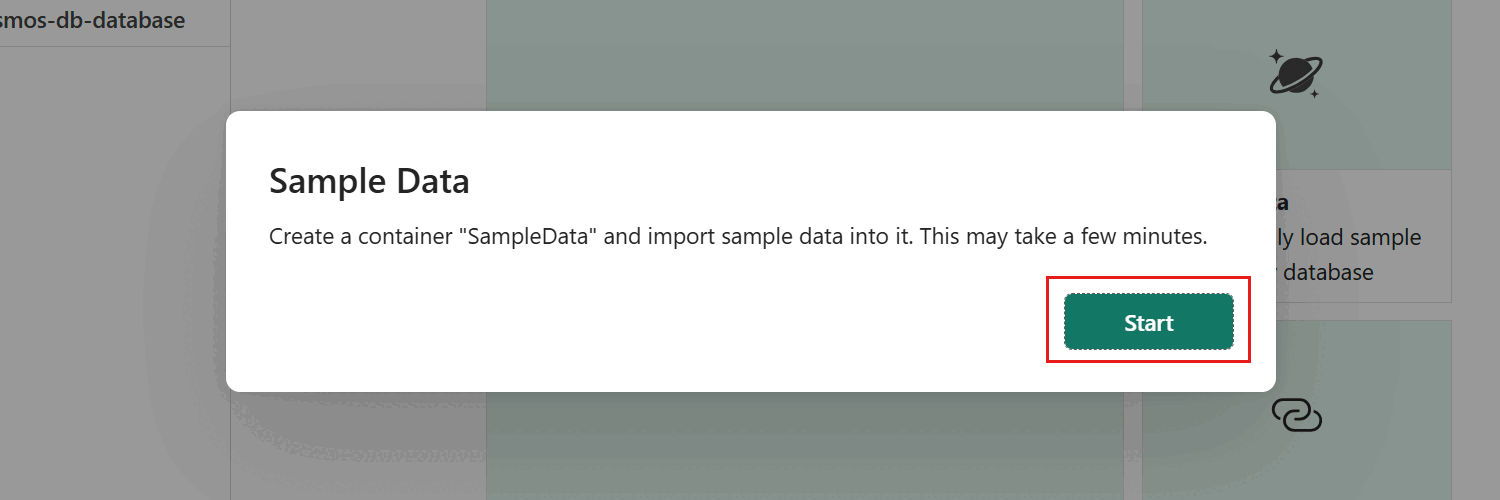 smos-db-database
Sample Data
Create a container "SampleData" and import sample data into it. This may take a few minutes.
Start
a
ly load sample
database